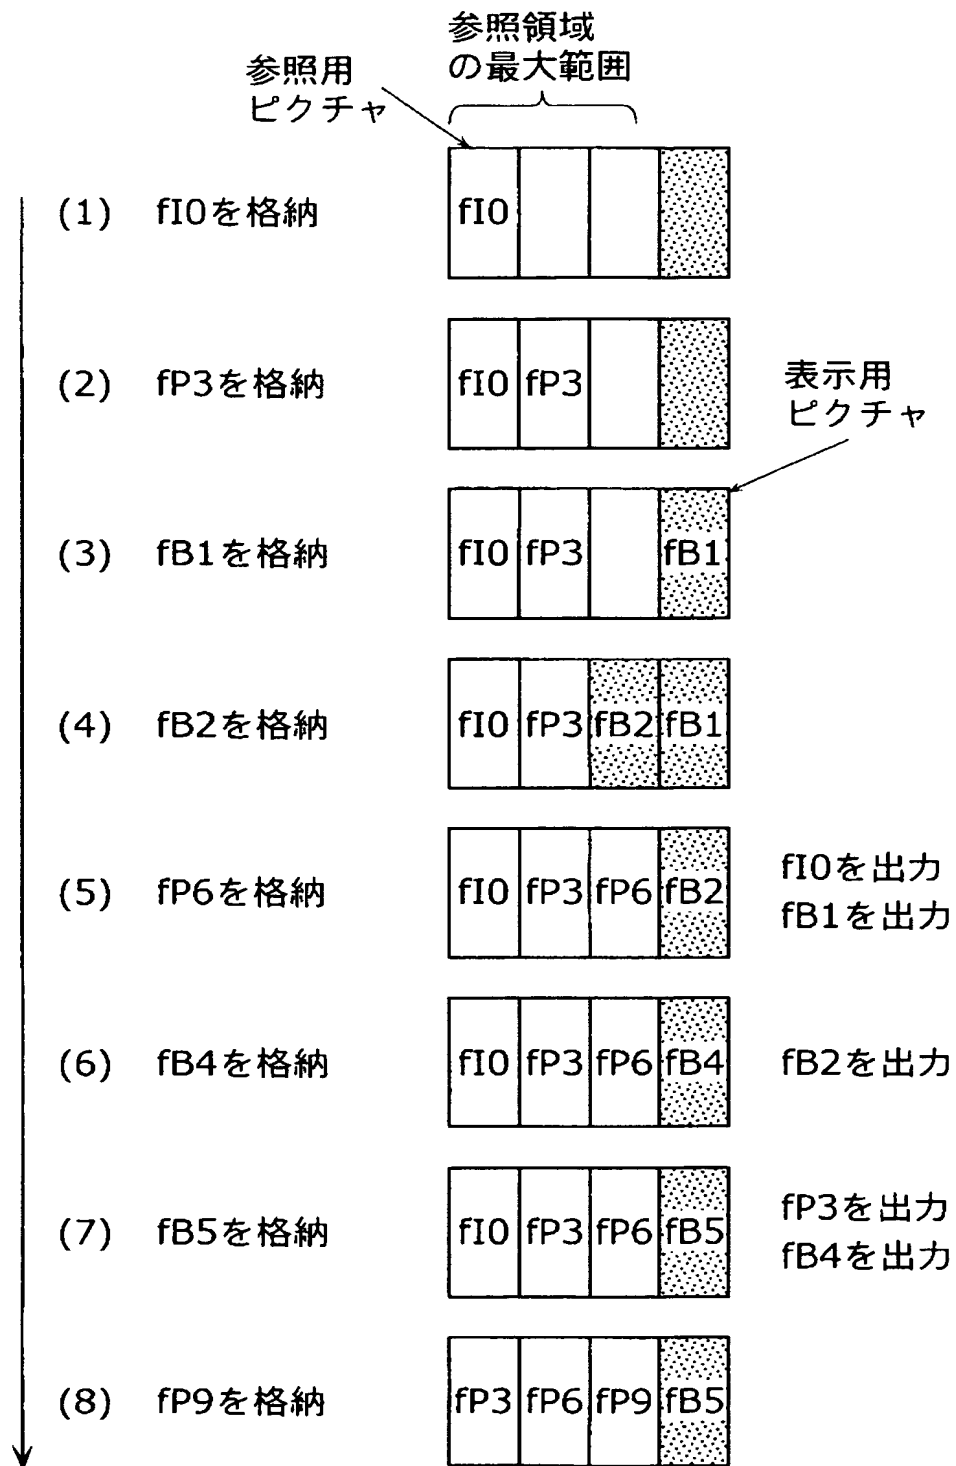 参照領域
の最大範囲
参照用
ピクチャ
(1) fI0を格納
fI0
(2) fP3を格納
fI0 fP3
表示用
ピクチャ
(3) fB1を格納
fI0 fP3 fB1
(4) fB2を格納
fI0 fP3 fB2 fB1
(5) fP6を格納
fI0 fP3 fP6 fB2
fI0を出力
fB1を出力
(6) fB4を格納
fI0 fP3 fP6 fB4
fB2を出力
(7) fB5を格納
fI0 fP3 fP6 fB5
fP3を出力
fB4を出力
(8) fP9を格納
fP3 fP6 fP9 fB5